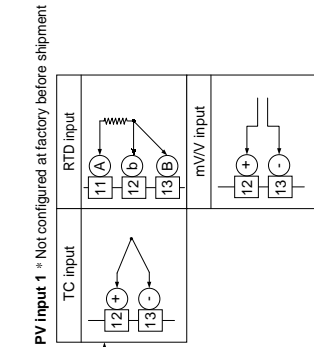 PV input 1 * Not configured at factory before shipment
TC input
12 +
13 -
RTD input
11 A
12 b
13 B
mV/V input
12 +
13 -